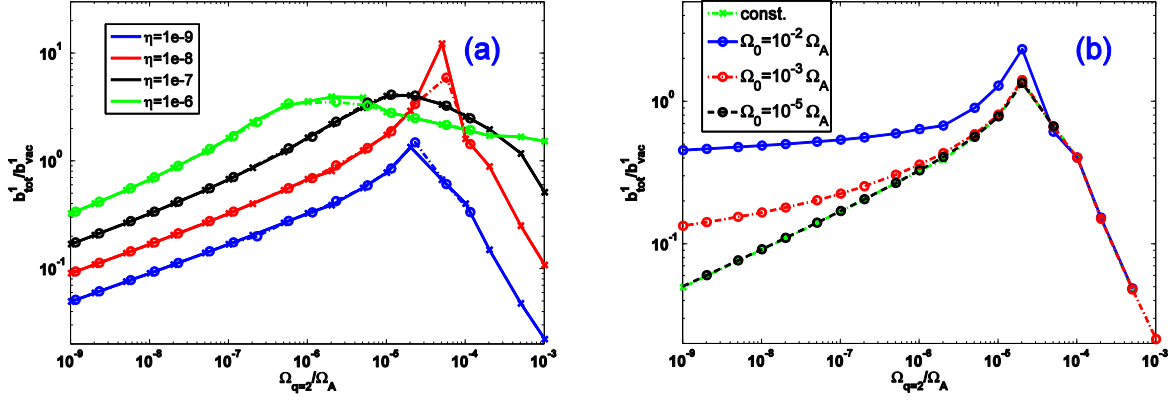 (a)
η=1e-9
η=1e-8
η=1e-7
η=1e-6
b¹tot/b¹vac
10¹
10⁰
10⁻¹
10⁻⁹ 10⁻⁸ 10⁻⁷ 10⁻⁶ 10⁻⁵ 10⁻⁴ 10⁻³
Ωq=2/ΩA
(b)
const.
Ω₀=10⁻² ΩA
Ω₀=10⁻³ ΩA
Ω₀=10⁻⁵ ΩA
b¹tot/b¹vac
10⁰
10⁻¹
10⁻⁹ 10⁻⁸ 10⁻⁷ 10⁻⁶ 10⁻⁵ 10⁻⁴ 10⁻³
Ωq=2/ΩA